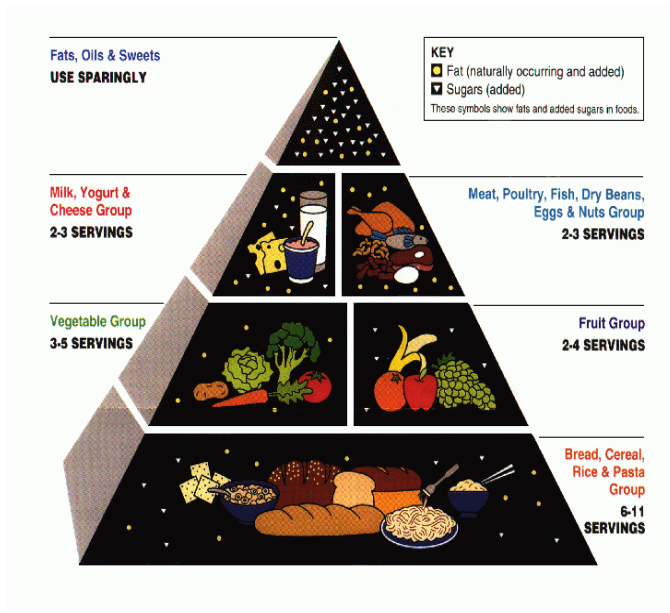 Fats, Oils & Sweets
USE SPARINGLY
KEY
Fat (naturally occurring and added)
Sugars (added)
These symbols show fats and added sugars in foods.
Milk, Yogurt &
Cheese Group
2-3 SERVINGS
Meat, Poultry, Fish, Dry Beans,
Eggs & Nuts Group
2-3 SERVINGS
Vegetable Group
3-5 SERVINGS
Fruit Group
2-4 SERVINGS
Bread, Cereal,
Rice & Pasta
Group
6-11
SERVINGS